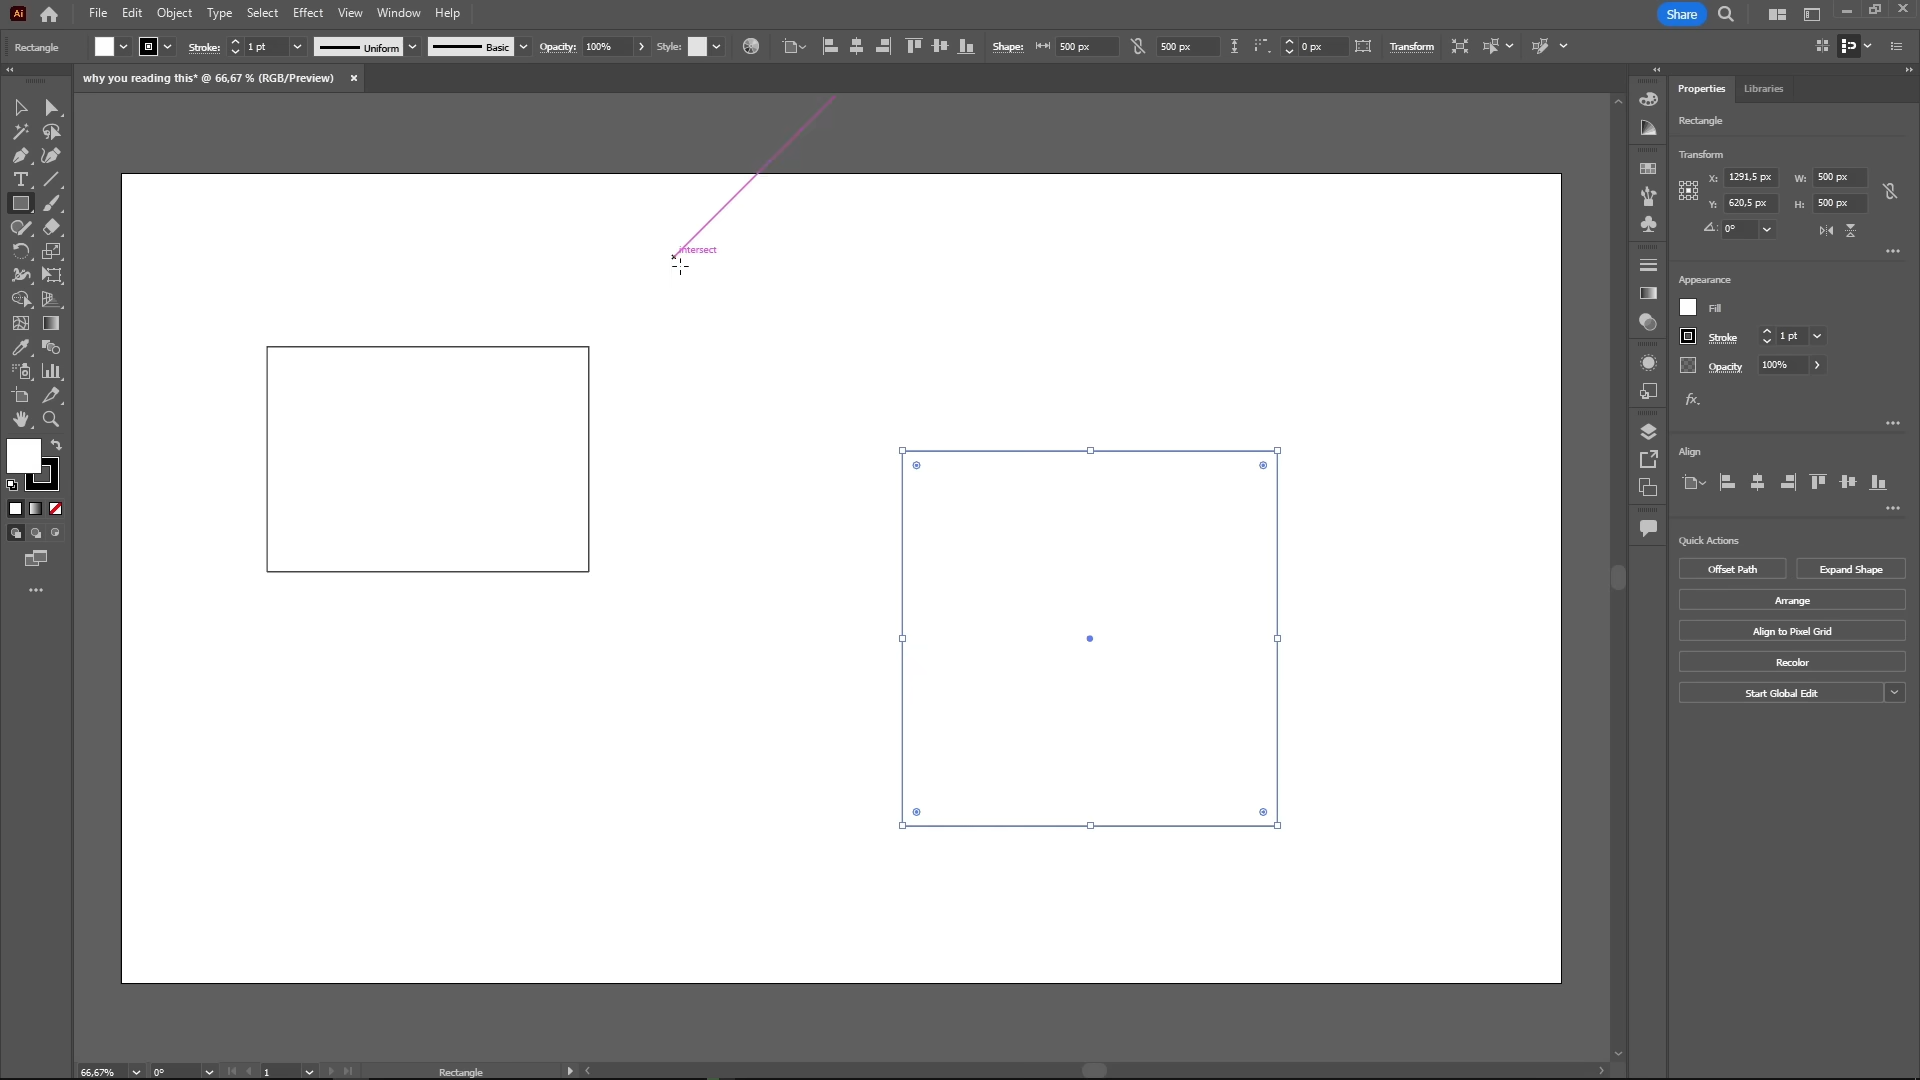 Ai File Edit Object Type Select Effect View Window Help Share
Rectangle Stroke: 1 pt Uniform Basic Opacity: 100% Style: Shape: 500 px 500 px 0 px Transform
why you reading this* @ 66,67 % (RGB/Preview) ×
Properties Libraries
Rectangle
Transform
X: 1291,5 px W: 500 px
Y: 620,5 px H: 500 px
0°
intersect
Appearance
Fill
Stroke 1 pt
Opacity 100%
fx.
Align
Quick Actions
Offset Path Expand Shape
Arrange
Align to Pixel Grid
Recolor
Start Global Edit
66,67% 0° 1 Rectangle